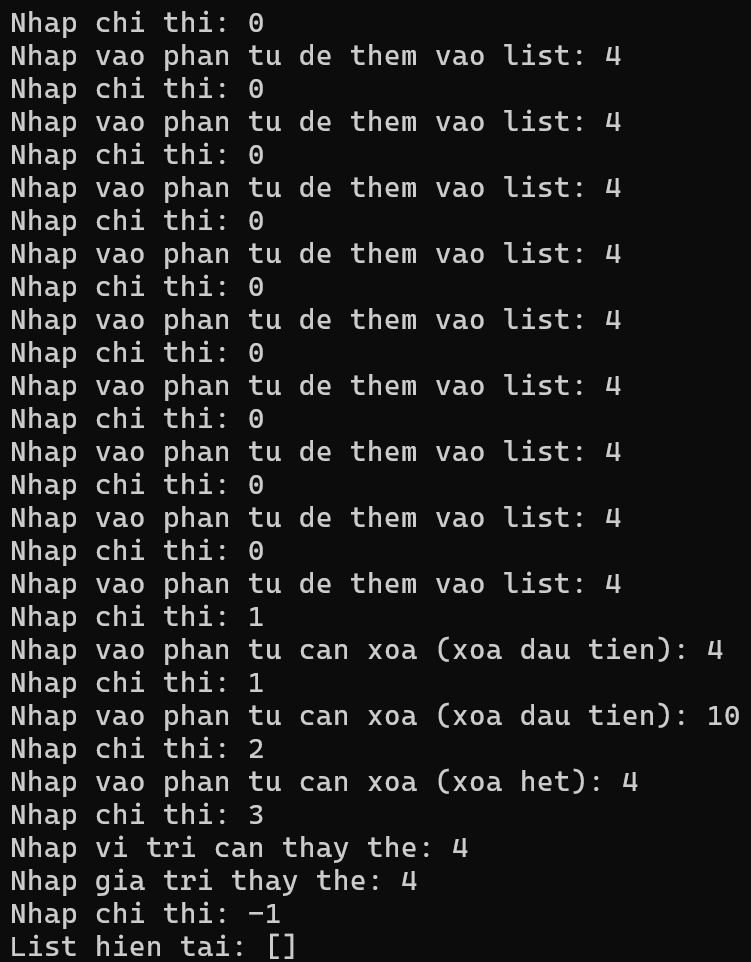 Nhap chi thi: 0
Nhap vao phan tu de them vao list: 4
Nhap chi thi: 0
Nhap vao phan tu de them vao list: 4
Nhap chi thi: 0
Nhap vao phan tu de them vao list: 4
Nhap chi thi: 0
Nhap vao phan tu de them vao list: 4
Nhap chi thi: 0
Nhap vao phan tu de them vao list: 4
Nhap chi thi: 0
Nhap vao phan tu de them vao list: 4
Nhap chi thi: 0
Nhap vao phan tu de them vao list: 4
Nhap chi thi: 0
Nhap vao phan tu de them vao list: 4
Nhap chi thi: 0
Nhap vao phan tu de them vao list: 4
Nhap chi thi: 1
Nhap vao phan tu can xoa (xoa dau tien): 4
Nhap chi thi: 1
Nhap vao phan tu can xoa (xoa dau tien): 10
Nhap chi thi: 2
Nhap vao phan tu can xoa (xoa het): 4
Nhap chi thi: 3
Nhap vi tri can thay the: 4
Nhap gia tri thay the: 4
Nhap chi thi: -1
List hien tai: []